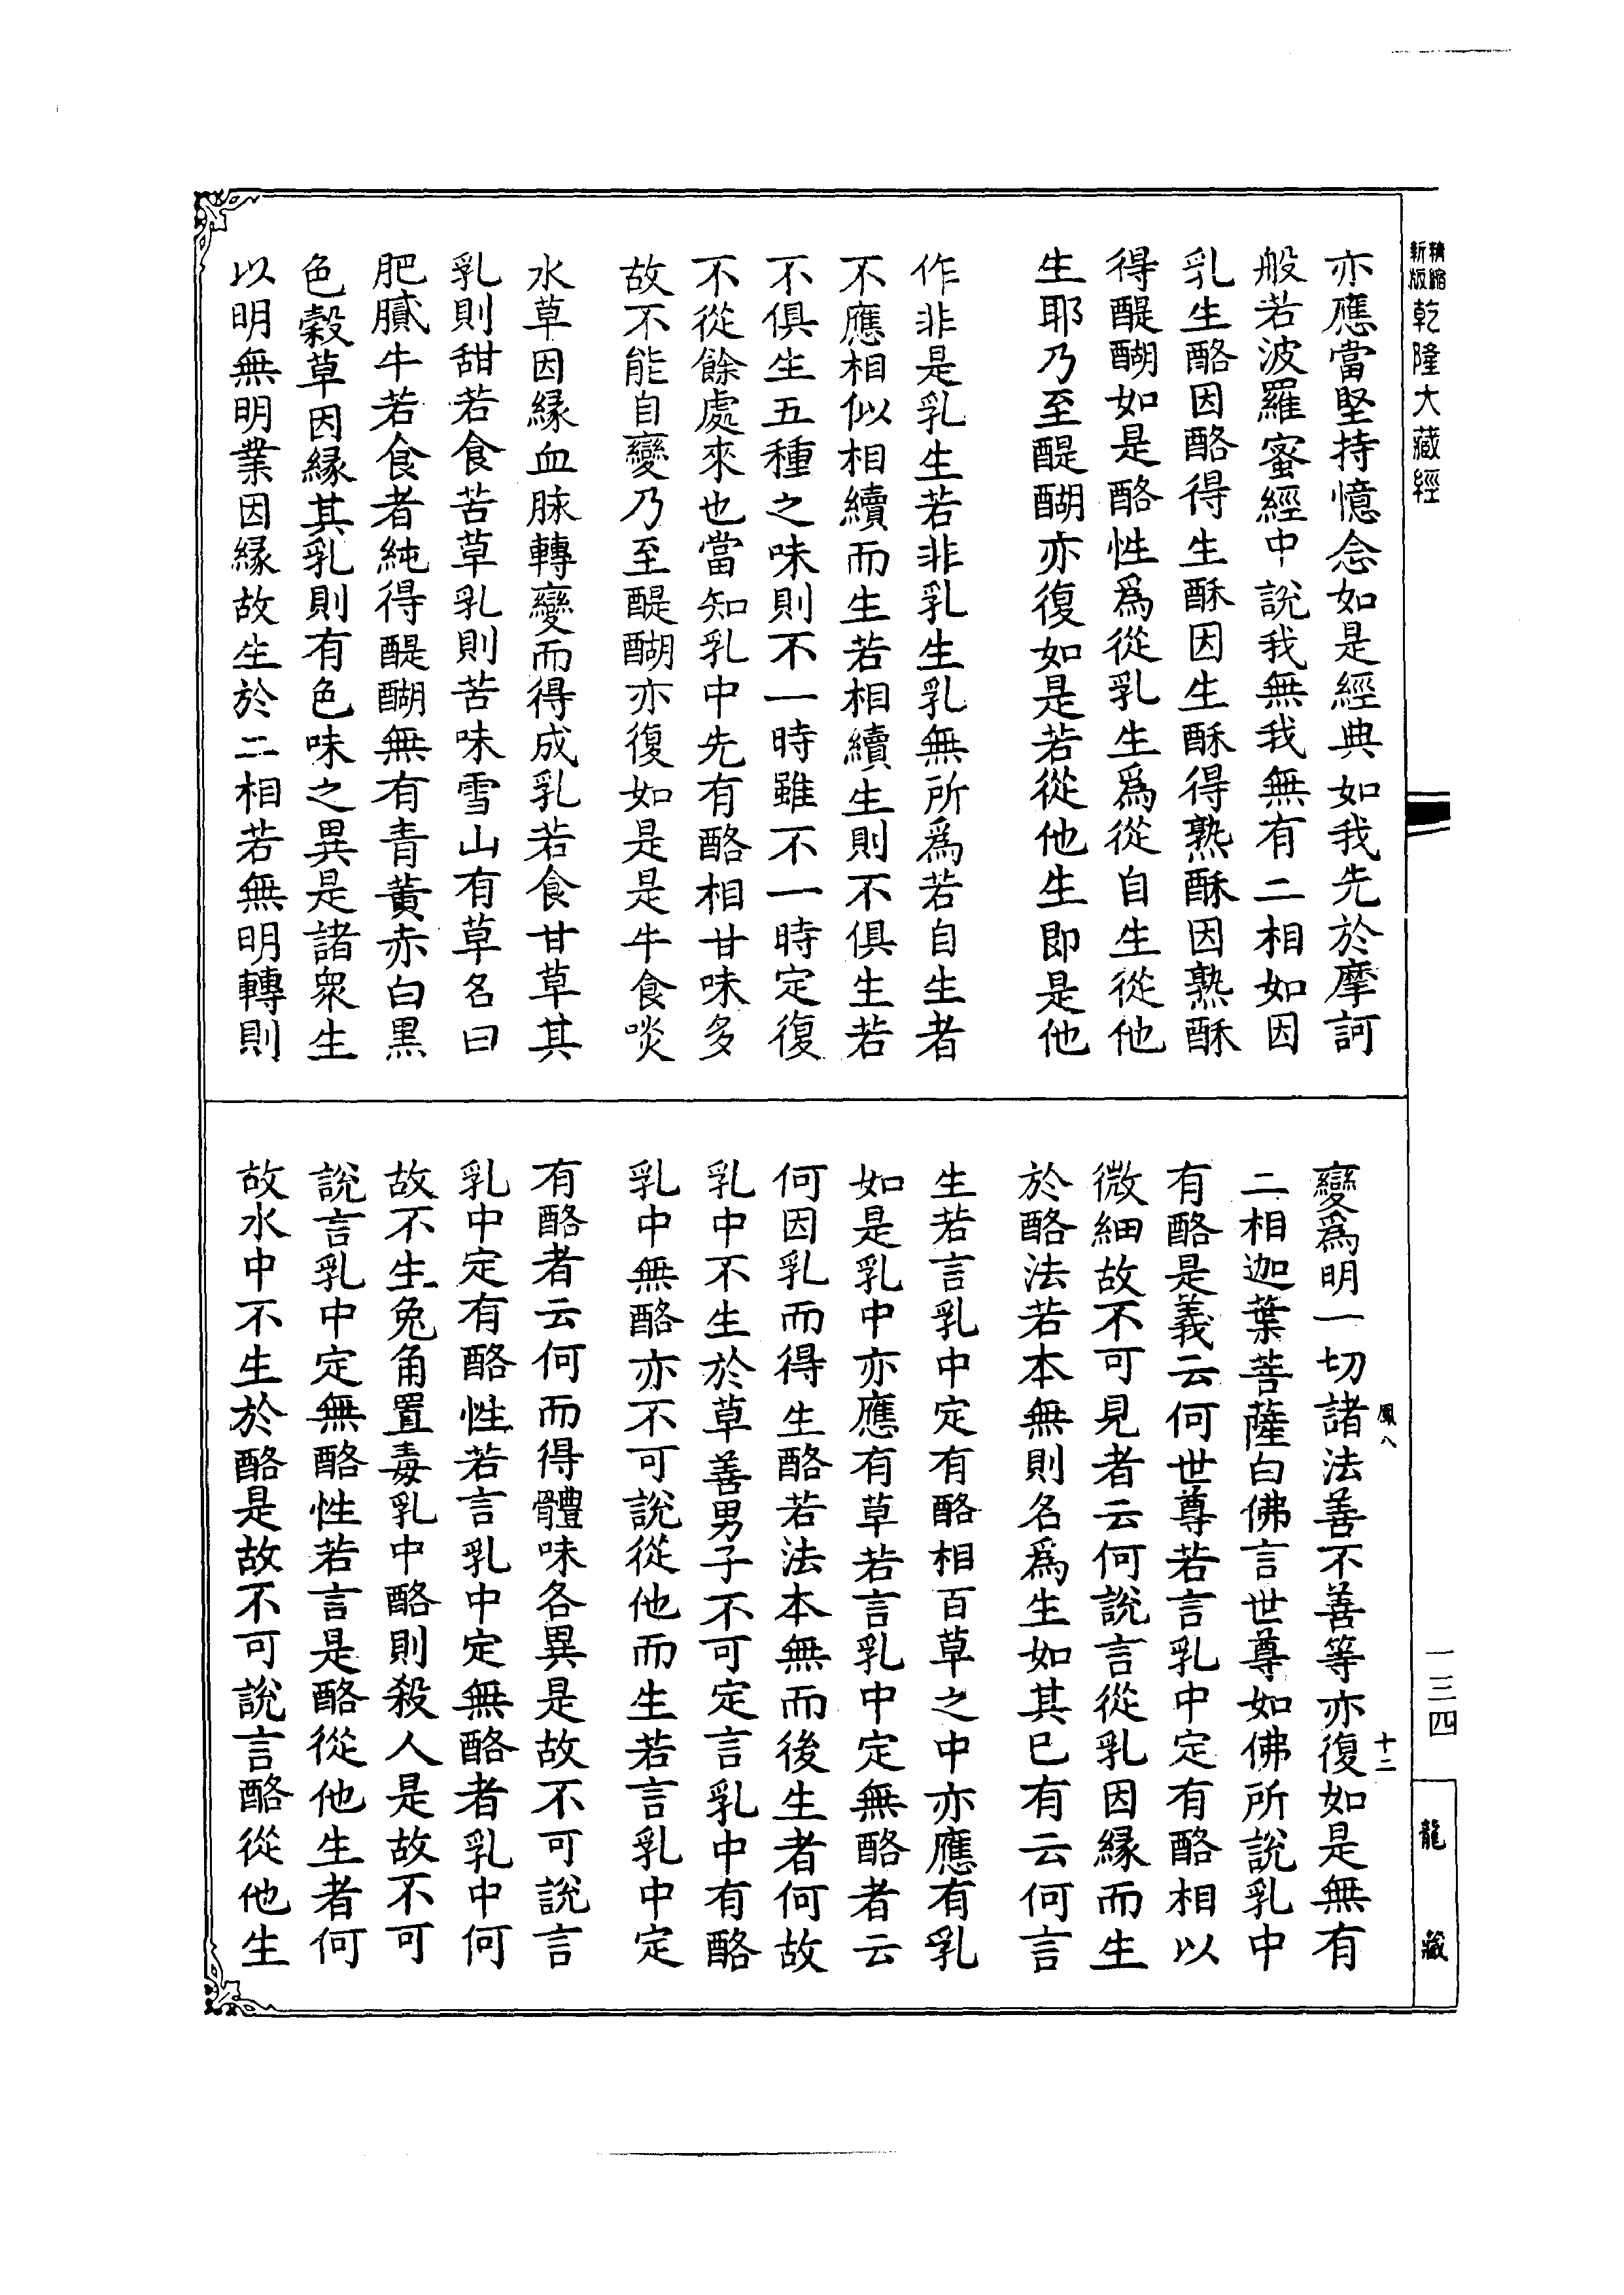 精縮
新版
乾隆大藏經
亦應當堅持憶念如是經典如我先於摩訶
般若波羅蜜經中說我無我無有二相如因
乳生酪因酪得生酥因生酥得熟酥因熟酥
得醍醐如是酪性為從乳生為從自生從他
生耶乃至醍醐亦復如是若從他生即是他
作非是乳生若非乳生乳無所為若自生者
不應相似相續而生若相續生則不俱生若
不俱生五種之味則不一時雖不一時定復
不從餘處來也當知乳中先有酪相甘味多
故不能自變乃至醍醐亦復如是是牛食啖
水草因緣血脉轉變而得成乳若食甘草其
乳則甜若食苦草乳則苦味雪山有草名曰
肥膩牛若食者純得醍醐無有青黃赤白黑
色穀草因緣其乳則有色味之異是諸眾生
以明無明業因緣故生於二相若無明轉則
變為明一切諸法善不善等亦復如是無有
二相迦葉菩薩白佛言世尊如佛所說乳中
有酪是義云何世尊若言乳中定有酪相以
微細故不可見者云何說言從乳因緣而生
於酪法若本無則名為生如其已有云何言
生若言乳中定有酪相百草之中亦應有乳
如是乳中亦應有草若言乳中定無酪者云
何因乳而得生酪若法本無而後生者何故
乳中不生於草善男子不可定言乳中有酪
乳中無酪亦不可說從他而生若言乳中定
有酪者云何而得體味各異是故不可說言
乳中定有酪性若言乳中定無酪者乳中何
故不生兔角置毒乳中酪則殺人是故不可
說言乳中定無酪性若言是酪從他生者何
故水中不生於酪是故不可說言酪從他生
鳳八
十二
一三四
龍藏